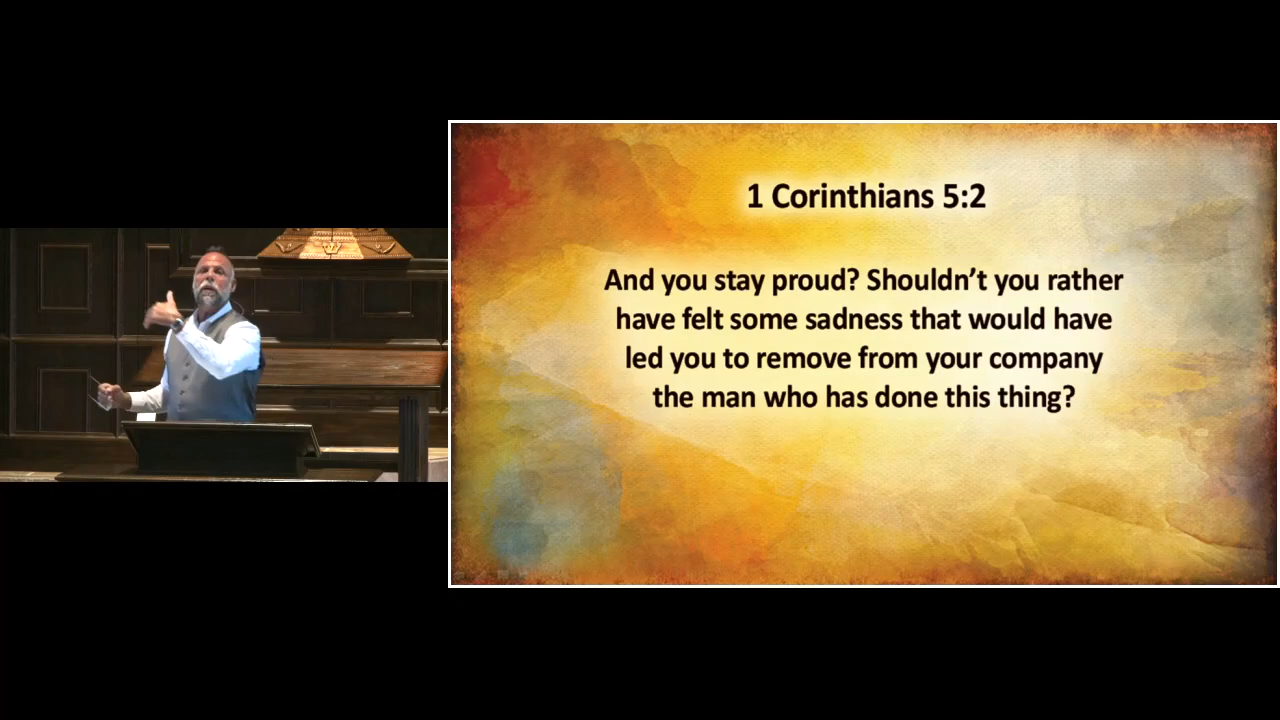 1 Corinthians 5:2
And you stay proud? Shouldn't you rather
have felt some sadness that would have
led you to remove from your company
the man who has done this thing?